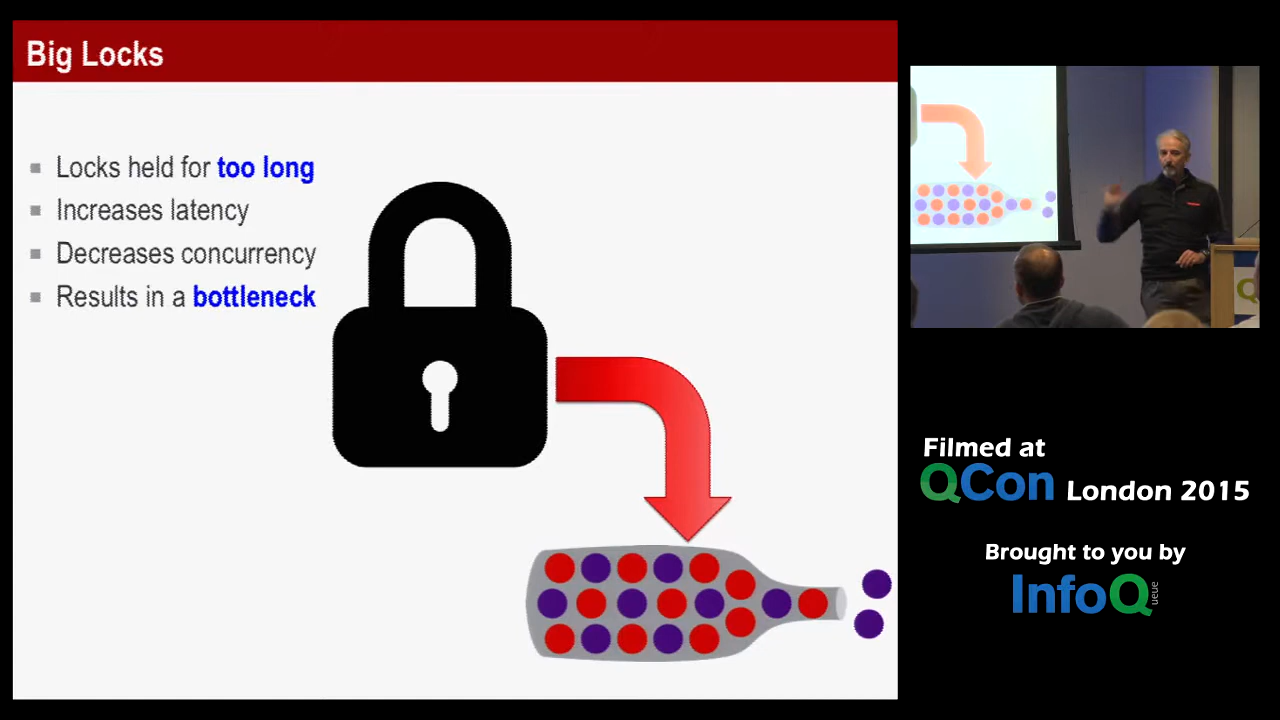 Big Locks
Locks held for too long
Increases latency
Decreases concurrency
Results in a bottleneck
Filmed at
QCon London 2015
Brought to you by
InfoQ
ueue
Q